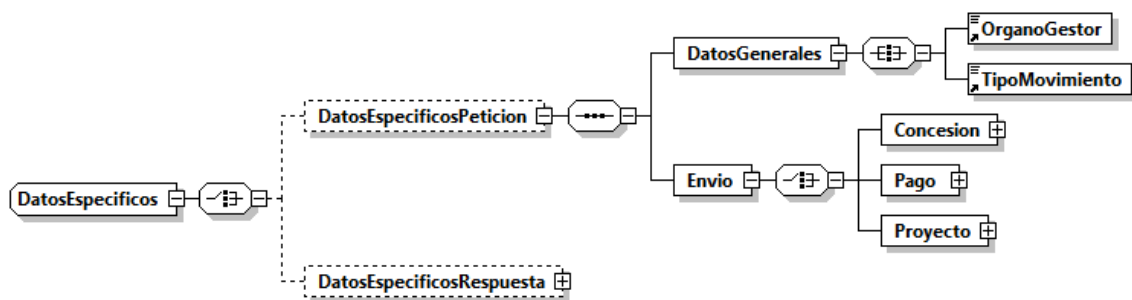 OrganoGestor
DatosGenerales
TipoMovimiento
DatosEspecificosPeticion
Concesion
DatosEspecificos
Envio
Pago
Proyecto
DatosEspecificosRespuesta